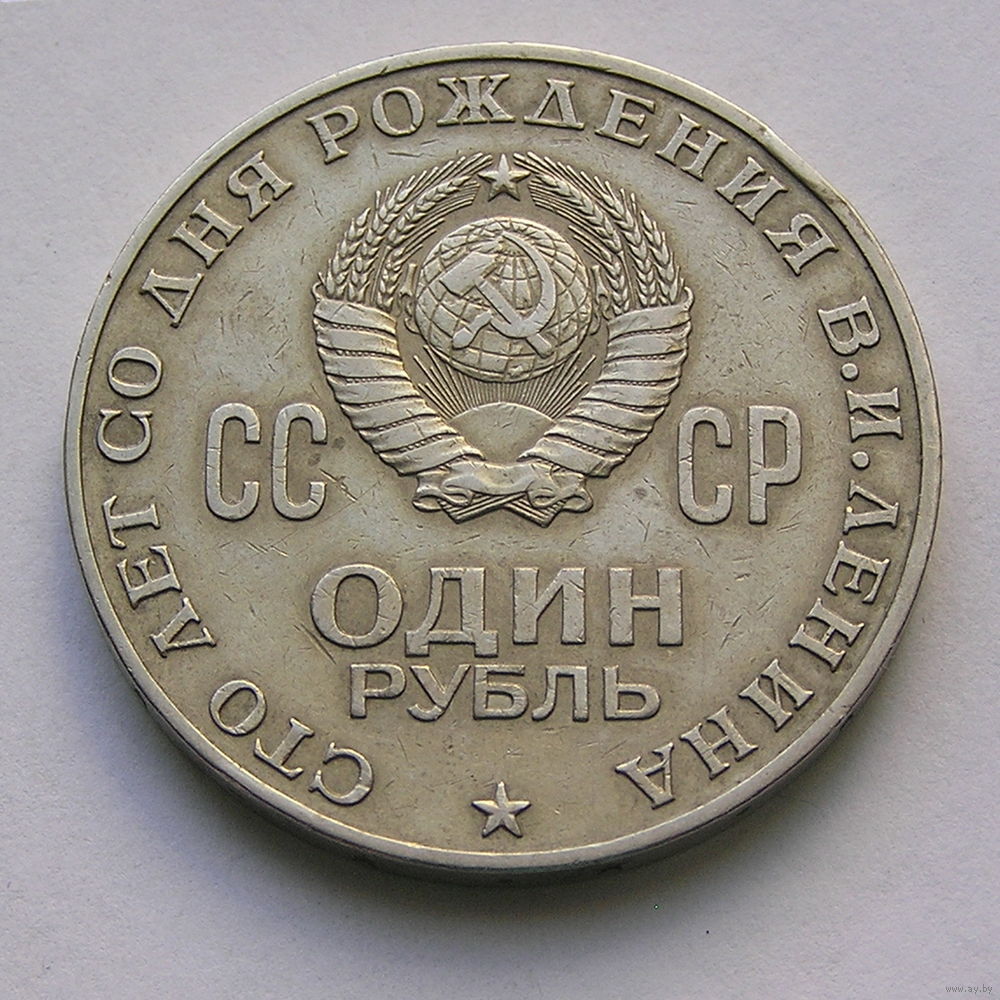 СТО ЛЕТ СО ДНЯ РОЖДЕНИЯ В.И.ЛЕНИНА
СС СР
ОДИН
РУБЛЬ
www.ay.by